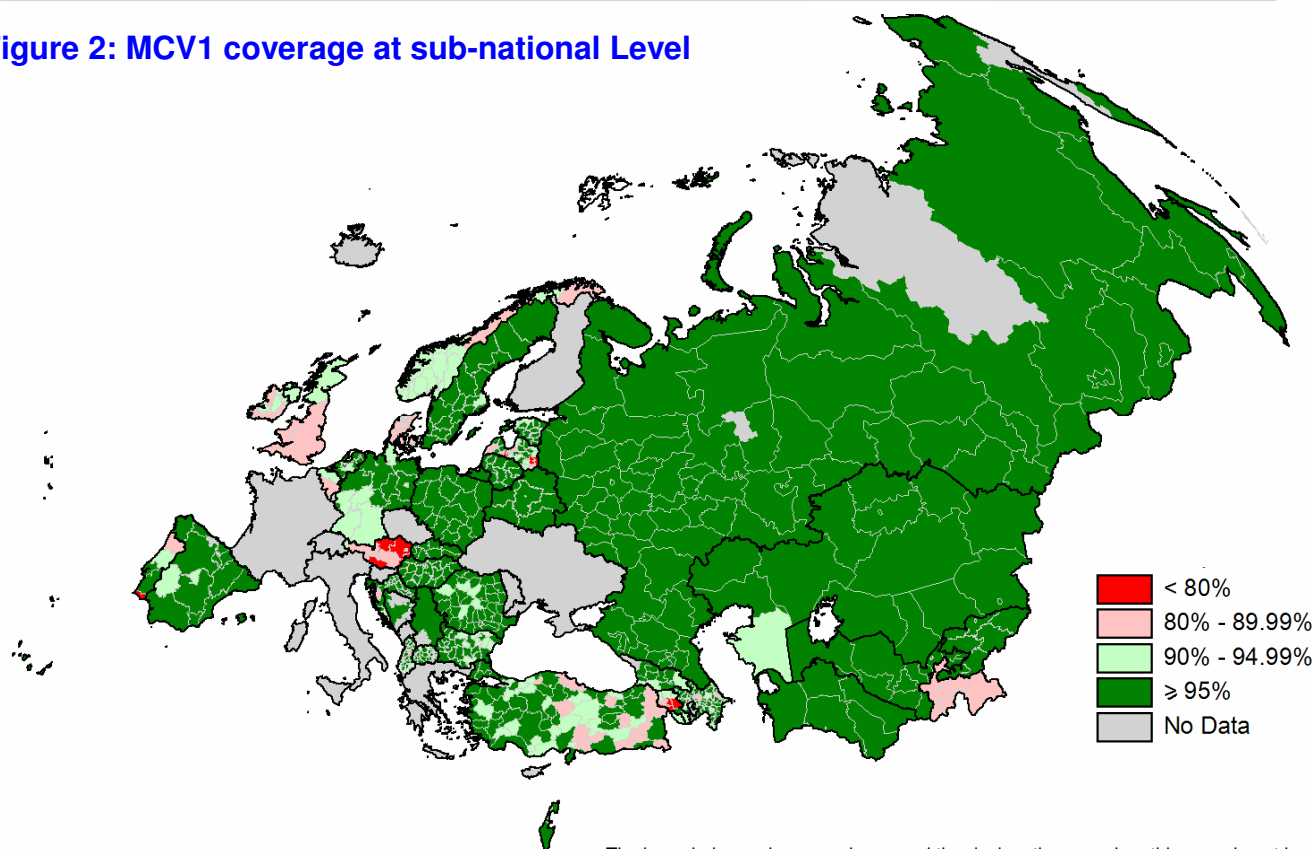 igure 2: MCV1 coverage at sub-national Level
< 80%
80% - 89.99%
90% - 94.99%
⩾ 95%
No Data